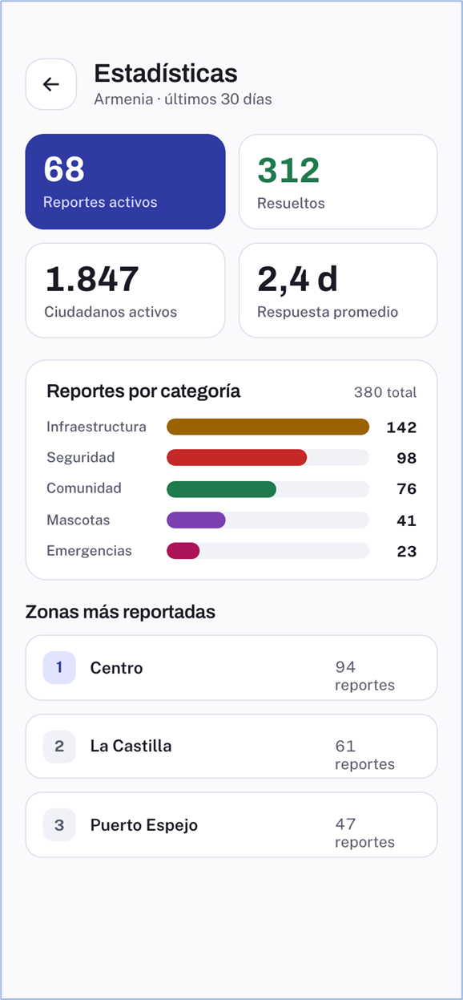 Estadísticas
Armenia · últimos 30 días
68
Reportes activos
312
Resueltos
1.847
Ciudadanos activos
2,4 d
Respuesta promedio
Reportes por categoría
380 total
Infraestructura 142
Seguridad 98
Comunidad 76
Mascotas 41
Emergencias 23
Zonas más reportadas
1 Centro 94
reportes
2 La Castilla 61
reportes
3 Puerto Espejo 47
reportes